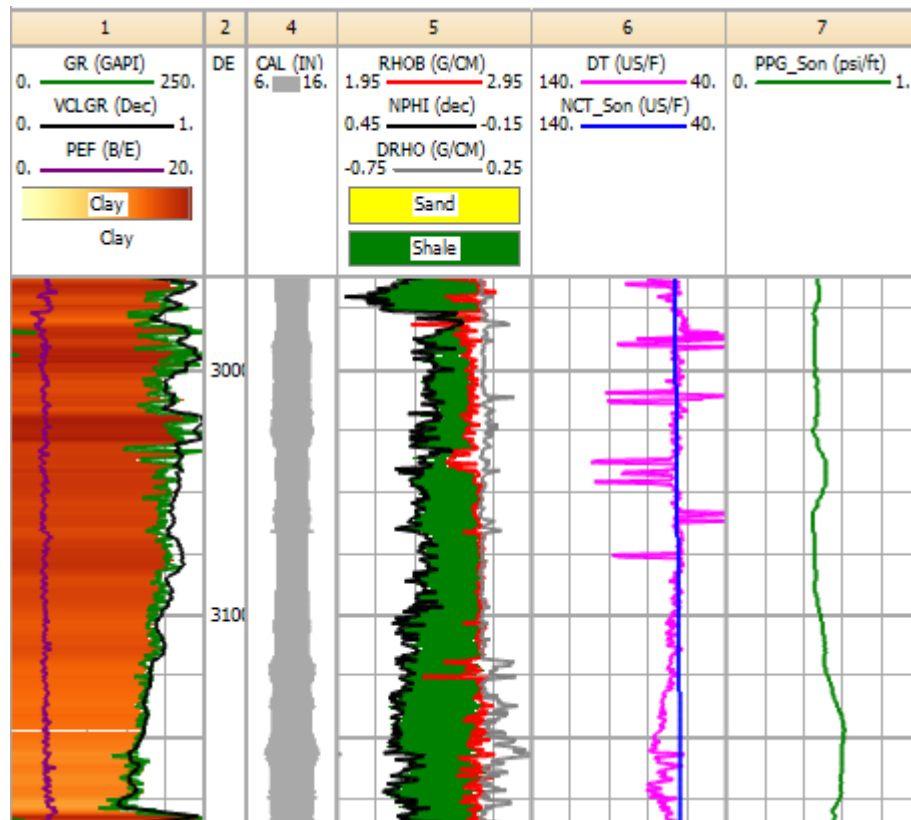 1 2 4 5 6 7
GR (GAPI) DE CAL (IN) RHOB (G/CM) DT (US/F) PPG_Son (psi/ft)
0. 250. 6. 16. 1.95 2.95 140. 40. 0. 1.
VCLGR (Dec) NPHI (dec) NCT_Son (US/F)
0. 1. 0.45 -0.15 140. 40.
PEF (B/E) DRHO (G/CM)
0. 20. -0.75 0.25
Clay Sand
Clay Shale
3000
3100